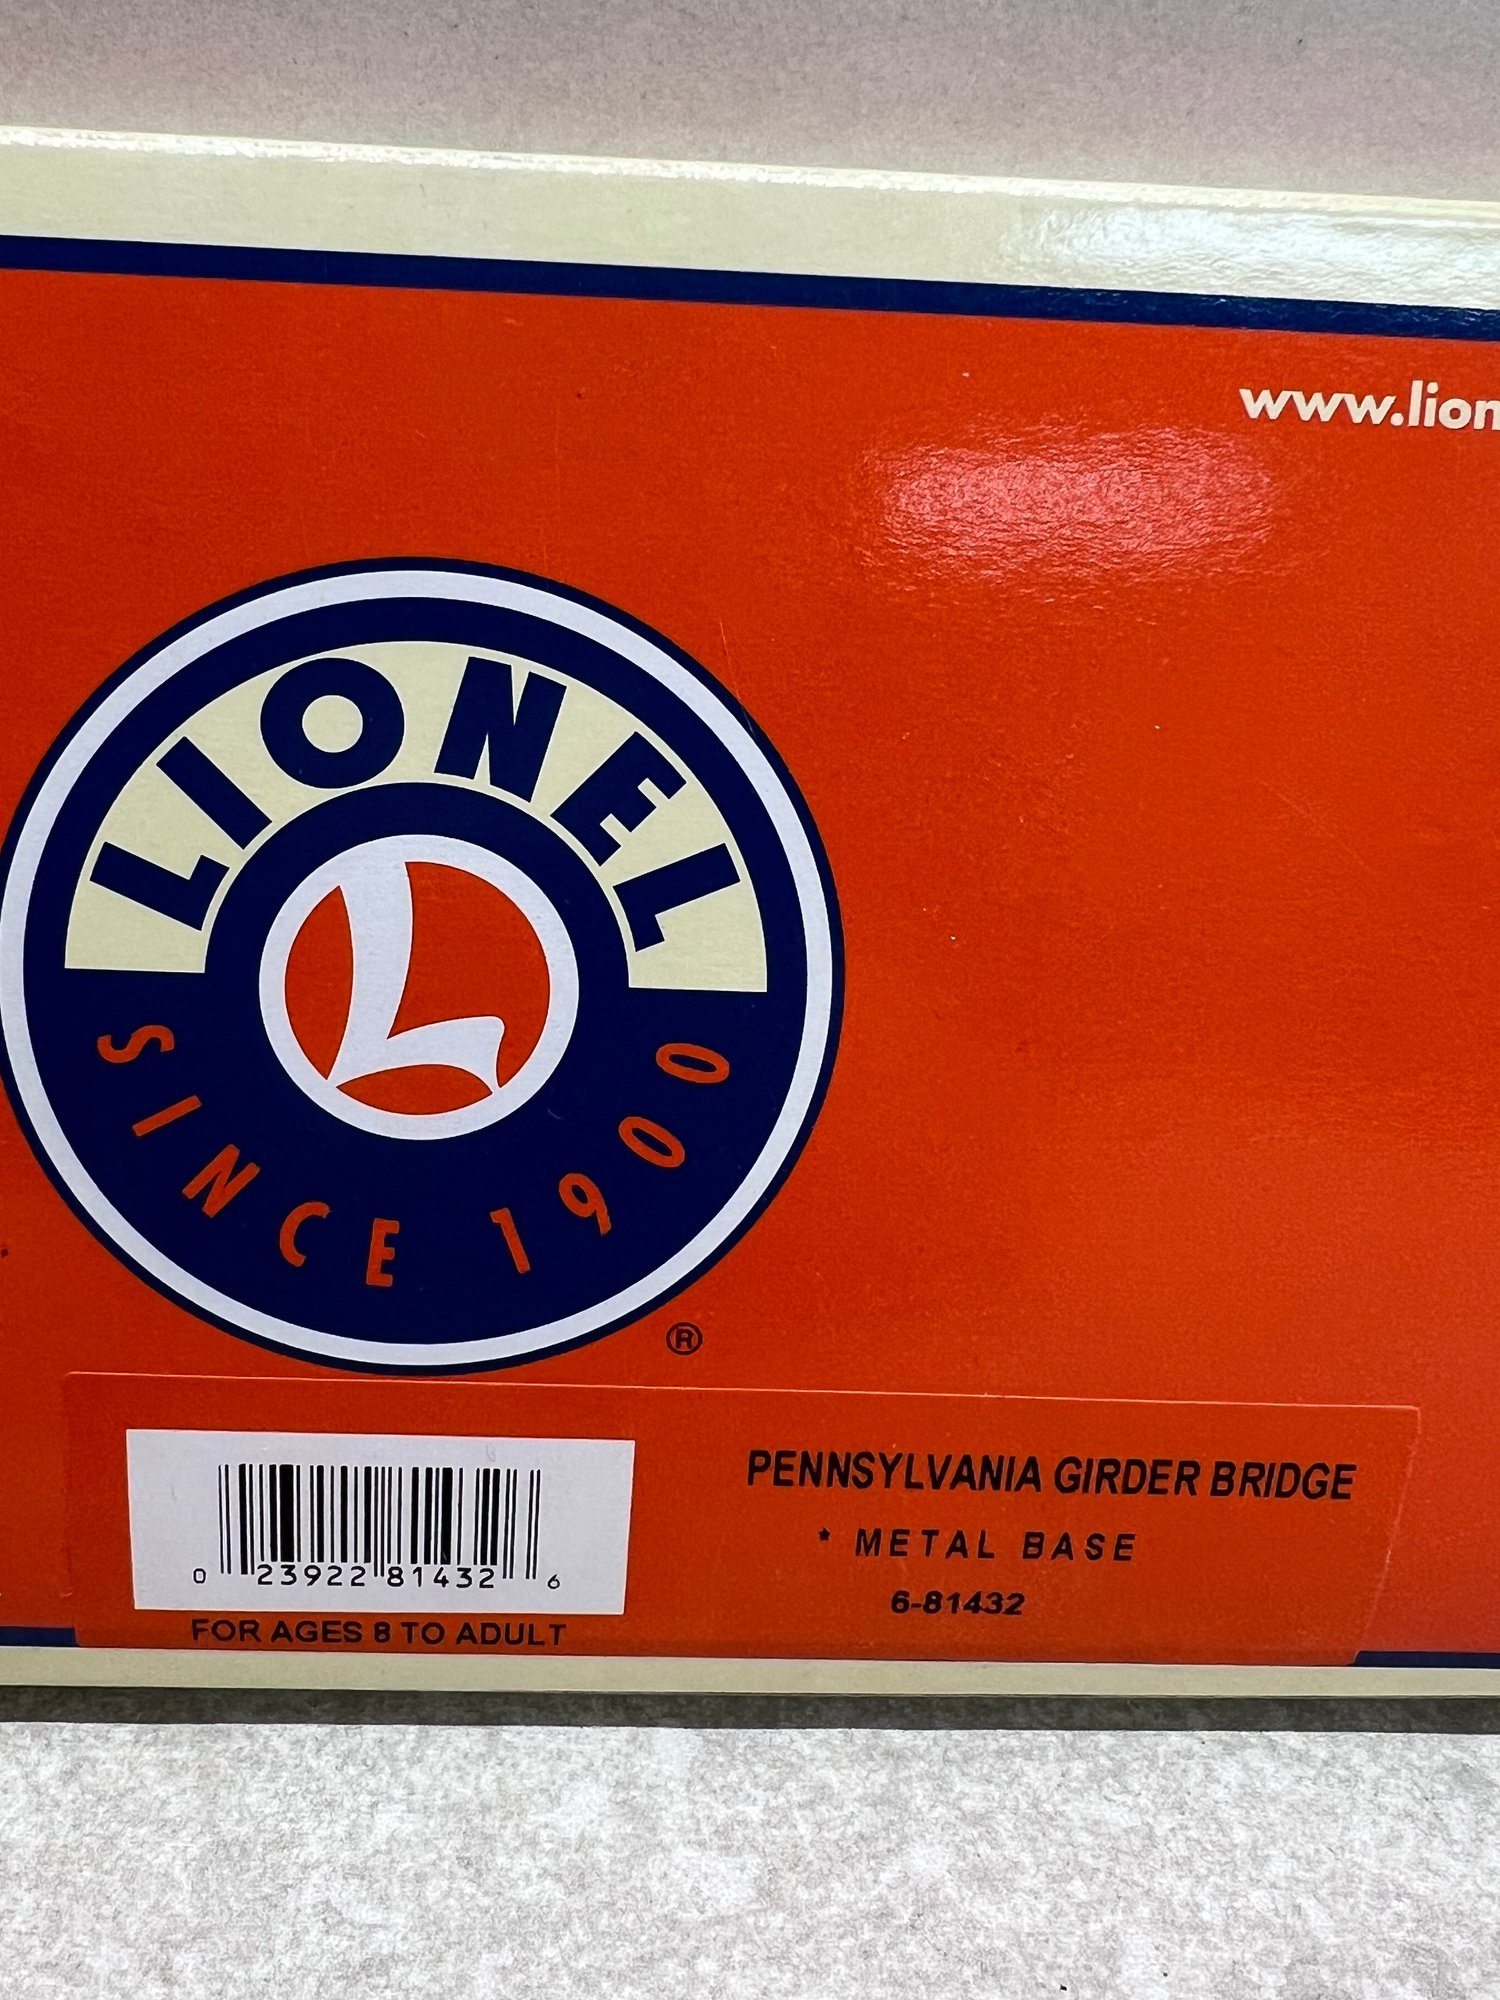 www.lion
LIONEL
L
SINCE 1900
®
PENNSYLVANIA GIRDER BRIDGE
* METAL BASE
6-81432
0 23922 81432 6
FOR AGES 8 TO ADULT